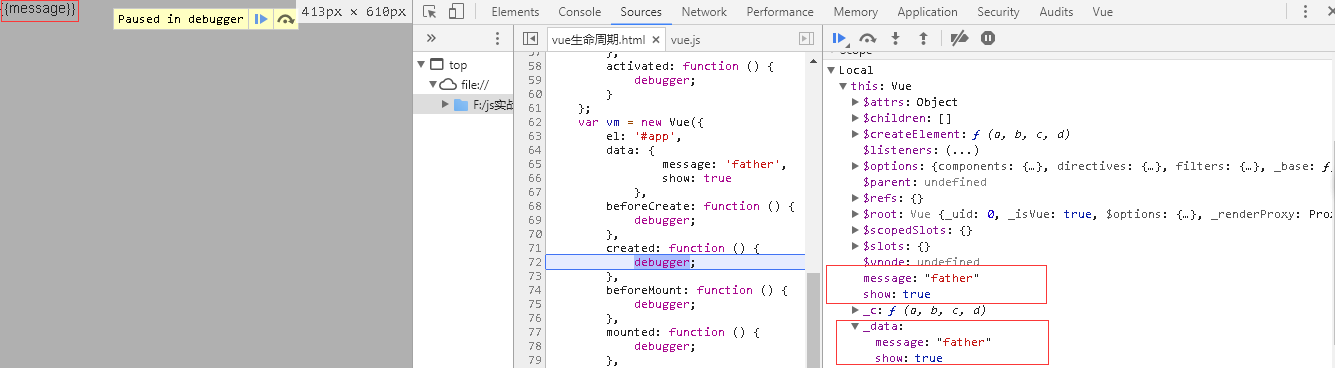 {{message}}
Paused in debugger
413px × 610px
Elements Console Sources Network Performance Memory Application Security Audits Vue
»
top
file://
F:/js实战
vue生命周期.html × vue.js
57 },
58 activated: function () {
59 debugger;
60 }
61 };
62 var vm = new Vue({
63 el: '#app',
64 data: {
65 message: 'father',
66 show: true
67 },
68 beforeCreate: function () {
69 debugger;
70 },
71 created: function () {
72 debugger;
73 },
74 beforeMount: function () {
75 debugger;
76 },
77 mounted: function () {
78 debugger;
79 },
Scope
Local
this: Vue
$attrs: Object
$children: []
$createElement: ƒ (a, b, c, d)
$listeners: (...)
$options: {components: {…}, directives: {…}, filters: {…}, _base: ƒ
$parent: undefined
$refs: {}
$root: Vue {_uid: 0, _isVue: true, $options: {…}, _renderProxy: Pro
$scopedSlots: {}
$slots: {}
$vnode: undefined
message: "father"
show: true
_c: ƒ (a, b, c, d)
_data:
message: "father"
show: true